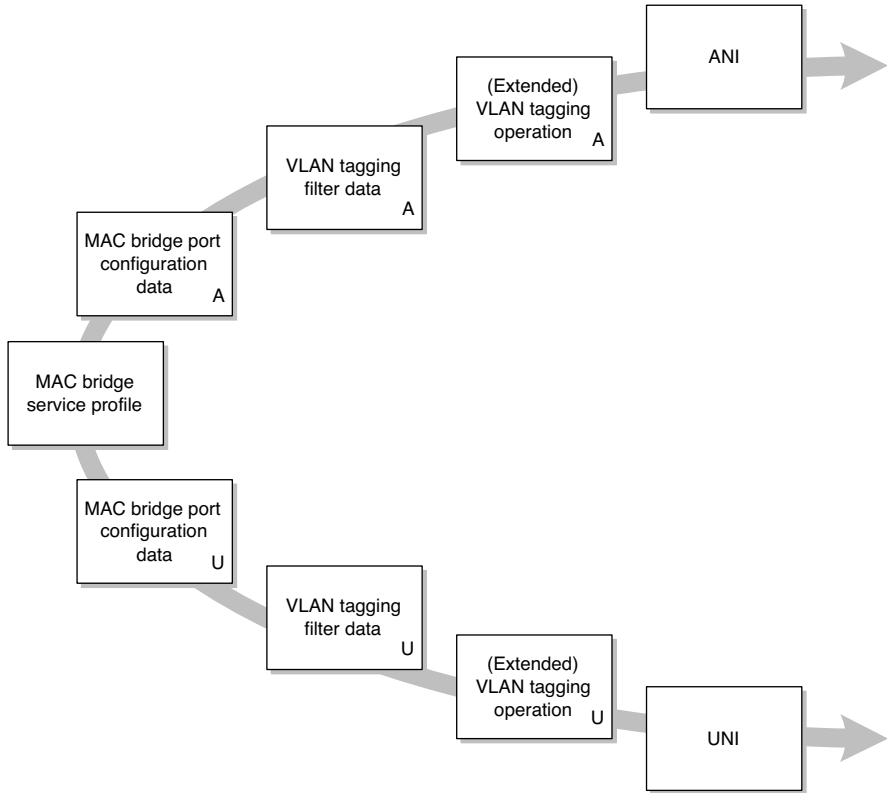 ANI
(Extended)
VLAN tagging
operation
A
VLAN tagging
filter data
A
MAC bridge port
configuration
data
A
MAC bridge
service profile
MAC bridge port
configuration
data
U
VLAN tagging
filter data
U
(Extended)
VLAN tagging
operation
U
UNI